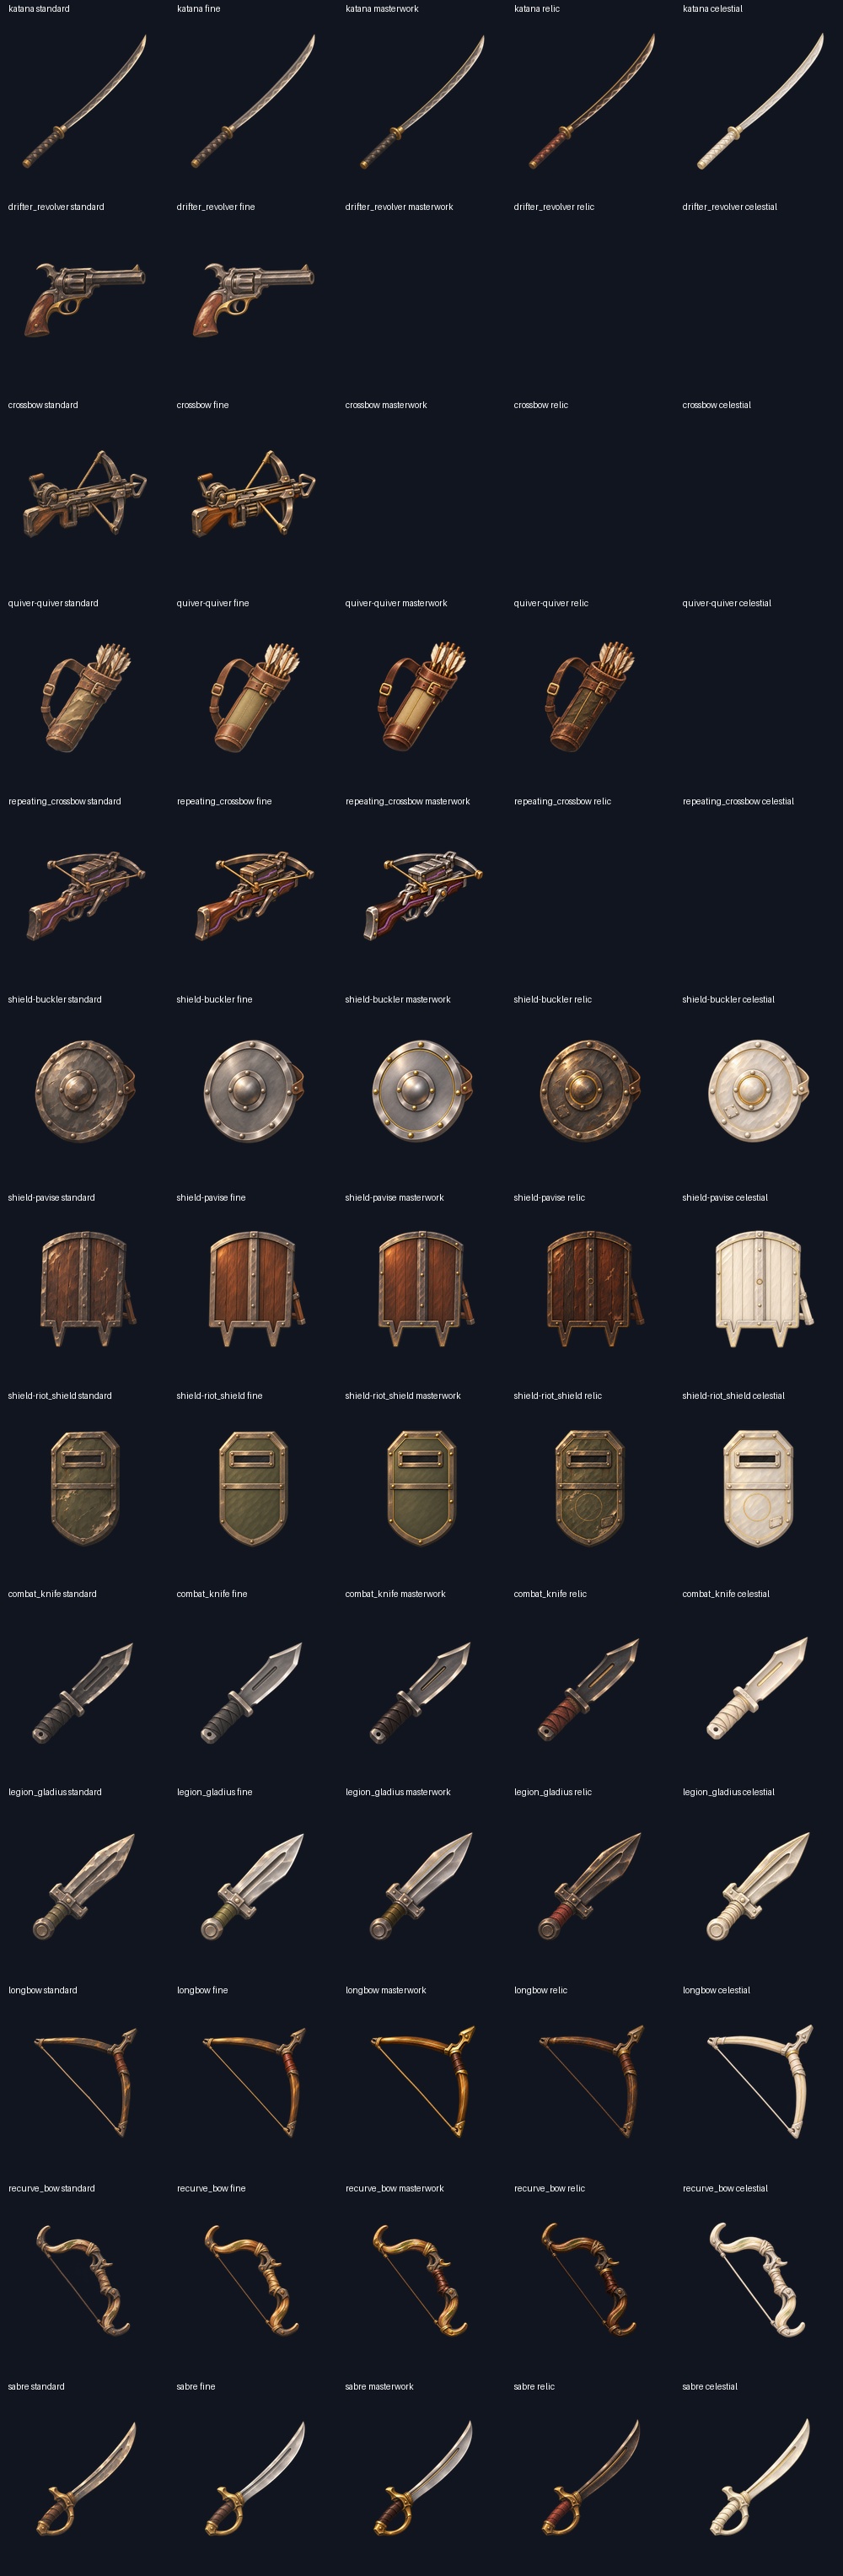 katana standard katana fine katana masterwork katana relic katana celestial
drifter_revolver standard drifter_revolver fine drifter_revolver masterwork drifter_revolver relic drifter_revolver celestial
crossbow standard crossbow fine crossbow masterwork crossbow relic crossbow celestial
quiver-quiver standard quiver-quiver fine quiver-quiver masterwork quiver-quiver relic quiver-quiver celestial
repeating_crossbow standard repeating_crossbow fine repeating_crossbow masterwork repeating_crossbow relic repeating_crossbow celestial
shield-buckler standard shield-buckler fine shield-buckler masterwork shield-buckler relic shield-buckler celestial
shield-pavise standard shield-pavise fine shield-pavise masterwork shield-pavise relic shield-pavise celestial
shield-riot_shield standard shield-riot_shield fine shield-riot_shield masterwork shield-riot_shield relic shield-riot_shield celestial
combat_knife standard combat_knife fine combat_knife masterwork combat_knife relic combat_knife celestial
legion_gladius standard legion_gladius fine legion_gladius masterwork legion_gladius relic legion_gladius celestial
longbow standard longbow fine longbow masterwork longbow relic longbow celestial
recurve_bow standard recurve_bow fine recurve_bow masterwork recurve_bow relic recurve_bow celestial
sabre standard sabre fine sabre masterwork sabre relic sabre celestial